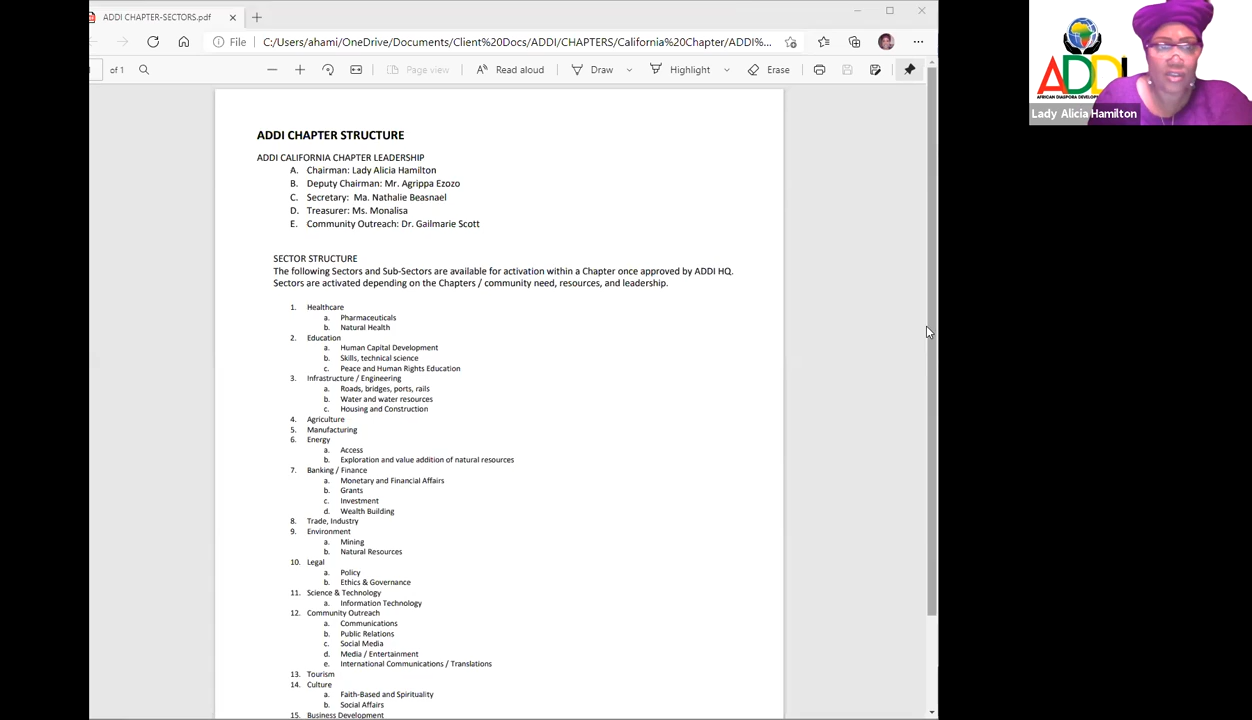 ADDI CHAPTER-SECTORS.pdf
File
C:/Users/ahami/OneDrive/Documents/Client%20Docs/ADDI/CHAPTERS/California%20Chapter/ADDI%...
of 1
Page view
Read aloud
Draw
Highlight
Erase
ADDI CHAPTER STRUCTURE
ADDI CALIFORNIA CHAPTER LEADERSHIP
A. Chairman: Lady Alicia Hamilton
B. Deputy Chairman: Mr. Agrippa Ezozo
C. Secretary: Ma. Nathalie Beasnael
D. Treasurer: Ms. Monalisa
E. Community Outreach: Dr. Gailmarie Scott
SECTOR STRUCTURE
The following Sectors and Sub-Sectors are available for activation within a Chapter once approved by ADDI HQ.
Sectors are activated depending on the Chapters / community need, resources, and leadership.
1. Healthcare
a. Pharmaceuticals
b. Natural Health
2. Education
a. Human Capital Development
b. Skills, technical science
c. Peace and Human Rights Education
3. Infrastructure / Engineering
a. Roads, bridges, ports, rails
b. Water and water resources
c. Housing and Construction
4. Agriculture
5. Manufacturing
6. Energy
a. Access
b. Exploration and value addition of natural resources
7. Banking / Finance
a. Monetary and Financial Affairs
b. Grants
c. Investment
d. Wealth Building
8. Trade, Industry
9. Environment
a. Mining
b. Natural Resources
10. Legal
a. Policy
b. Ethics & Governance
11. Science & Technology
a. Information Technology
12. Community Outreach
a. Communications
b. Public Relations
c. Social Media
d. Media / Entertainment
e. International Communications / Translations
13. Tourism
14. Culture
a. Faith-Based and Spirituality
b. Social Affairs
15. Business Development
ADDI
AFRICAN DIASPORA
Lady Alicia Hamilton